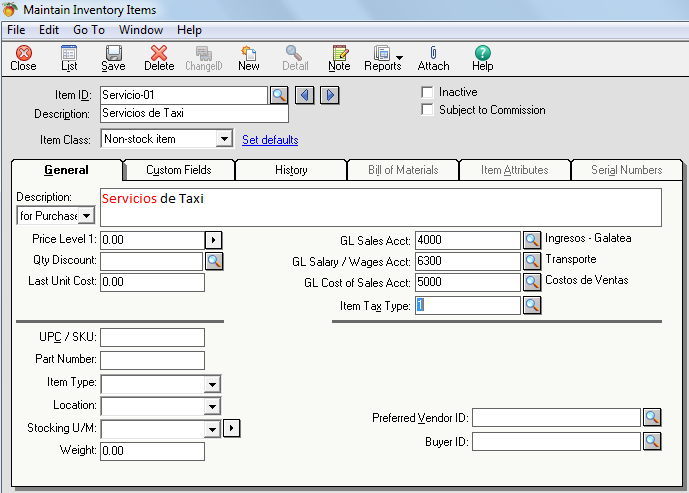 Maintain Inventory Items
File Edit Go To Window Help
Close List Save Delete ChangeID New Detail Note Reports Attach Help
Item ID: Servicio-01
Inactive
Description: Servicios de Taxi
Subject to Commission
Item Class: Non-stock item Set defaults
General Custom Fields History Bill of Materials Item Attributes Serial Numbers
Description: Servicios de Taxi
for Purchase
Price Level 1: 0.00 GL Sales Acct: 4000 Ingresos - Galatea
Qty Discount: GL Salary / Wages Acct: 6300 Transporte
Last Unit Cost: 0.00 GL Cost of Sales Acct: 5000 Costos de Ventas
Item Tax Type: 1
UPC / SKU:
Part Number:
Item Type:
Location:
Stocking U/M: Preferred Vendor ID:
Weight: 0.00 Buyer ID: